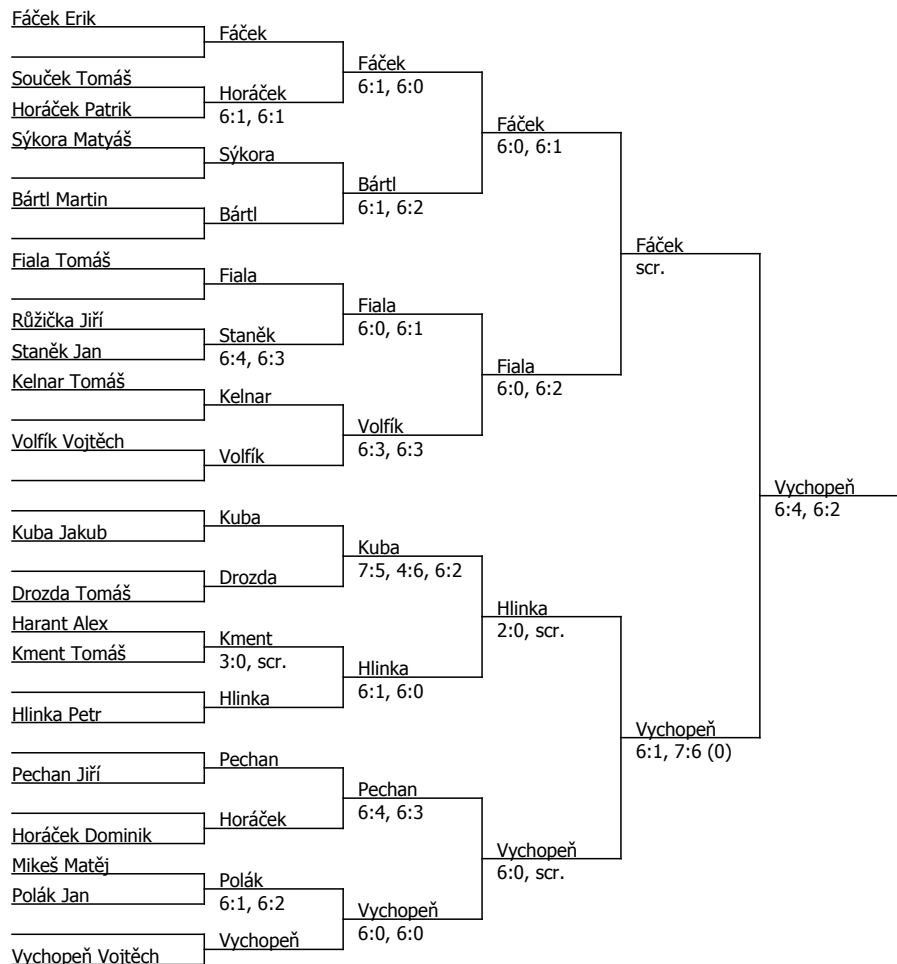 Fáček Erik
Souček Tomáš
Horáček Patrik
Sýkora Matyáš
Bártl Martin
Fiala Tomáš
Růžička Jiří
Staněk Jan
Kelnar Tomáš
Volfík Vojtěch
Kuba Jakub
Drozda Tomáš
Harant Alex
Kment Tomáš
Hlinka Petr
Pechan Jiří
Horáček Dominik
Mikeš Matěj
Polák Jan
Vychopeň Vojtěch
Fáček
Horáček
6:1, 6:1
Sýkora
Bártl
Fiala
Staněk
6:4, 6:3
Kelnar
Volfík
Kuba
Drozda
Kment
3:0, scr.
Hlinka
Pechan
Horáček
Polák
6:1, 6:2
Vychopeň
Fáček
6:1, 6:0
Bártl
6:1, 6:2
Fiala
6:0, 6:1
Volfík
6:3, 6:3
Kuba
7:5, 4:6, 6:2
Hlinka
6:1, 6:0
Pechan
6:4, 6:3
Vychopeň
6:0, 6:0
Fáček
6:0, 6:1
Fiala
6:0, 6:2
Hlinka
2:0, scr.
Vychopeň
6:0, scr.
Fáček
scr.
Vychopeň
6:1, 7:6 (0)
Vychopeň
6:4, 6:2